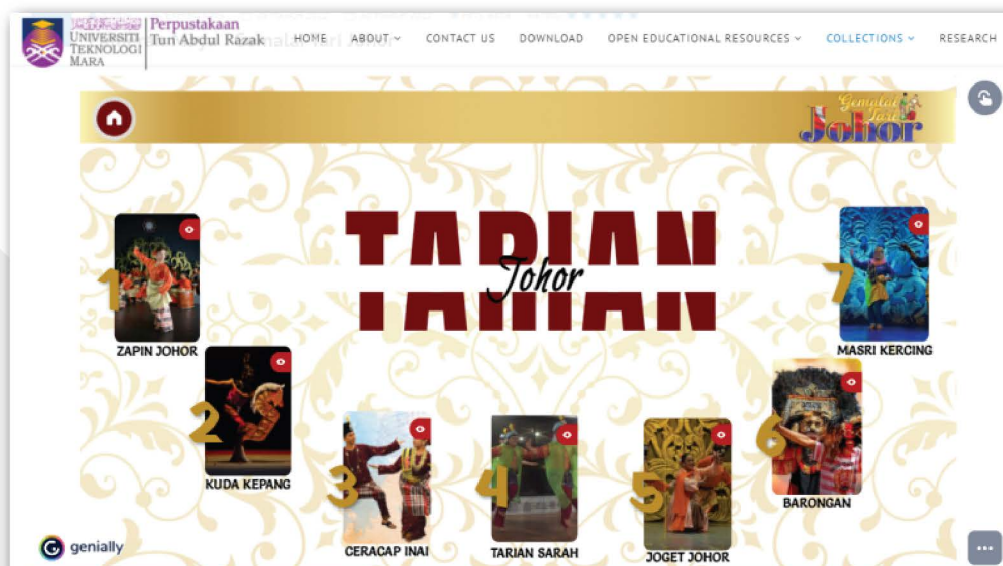 UNIVERSITI
TEKNOLOGI
MARA
Perpustakaan
Tun Abdul Razak
HOME ABOUT CONTACT US DOWNLOAD OPEN EDUCATIONAL RESOURCES COLLECTIONS RESEARCH
Gemalai
Tari
Johor
TARIAN
Johor
1
ZAPIN JOHOR
2
KUDA KEPANG
3
CERACAP INAI
4
TARIAN SARAH
5
JOGET JOHOR
6
BARONGAN
7
MASRI KERCING
genially